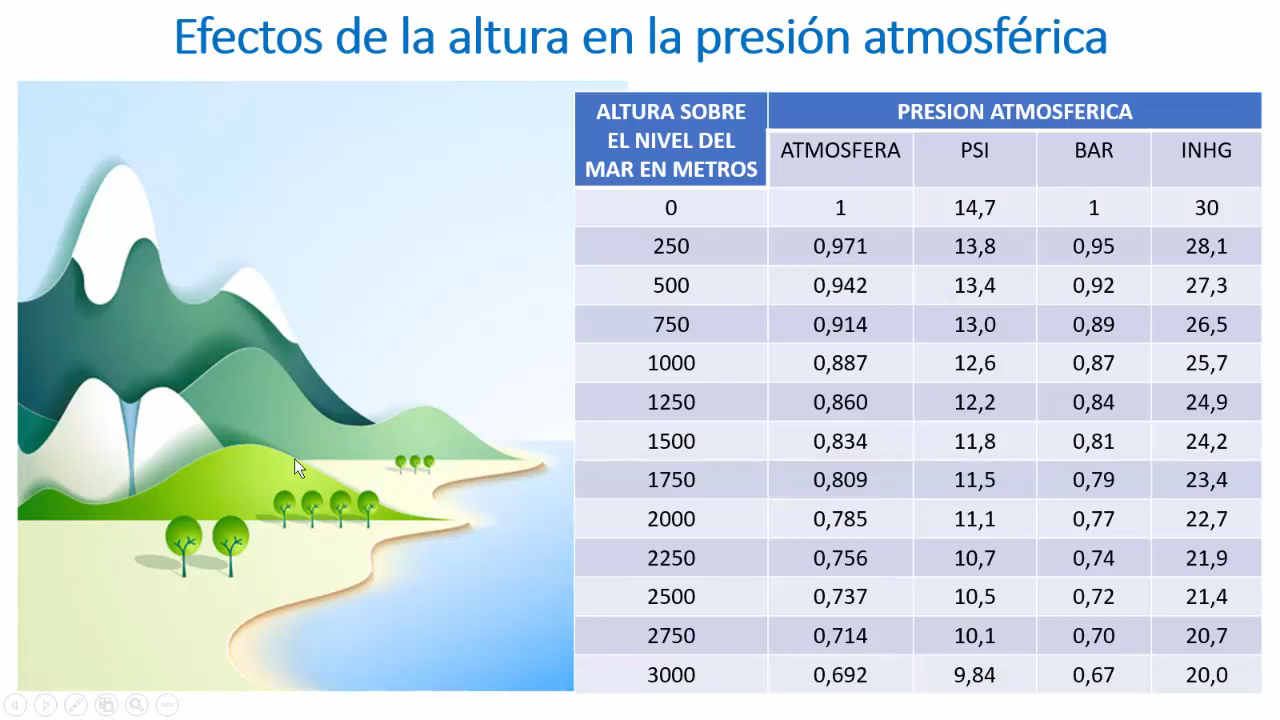 Efectos de la altura en la presión atmosférica
ALTURA SOBRE
EL NIVEL DEL
MAR EN METROS
PRESION ATMOSFERICA
ATMOSFERA PSI BAR INHG
0 1 14,7 1 30
250 0,971 13,8 0,95 28,1
500 0,942 13,4 0,92 27,3
750 0,914 13,0 0,89 26,5
1000 0,887 12,6 0,87 25,7
1250 0,860 12,2 0,84 24,9
1500 0,834 11,8 0,81 24,2
1750 0,809 11,5 0,79 23,4
2000 0,785 11,1 0,77 22,7
2250 0,756 10,7 0,74 21,9
2500 0,737 10,5 0,72 21,4
2750 0,714 10,1 0,70 20,7
3000 0,692 9,84 0,67 20,0